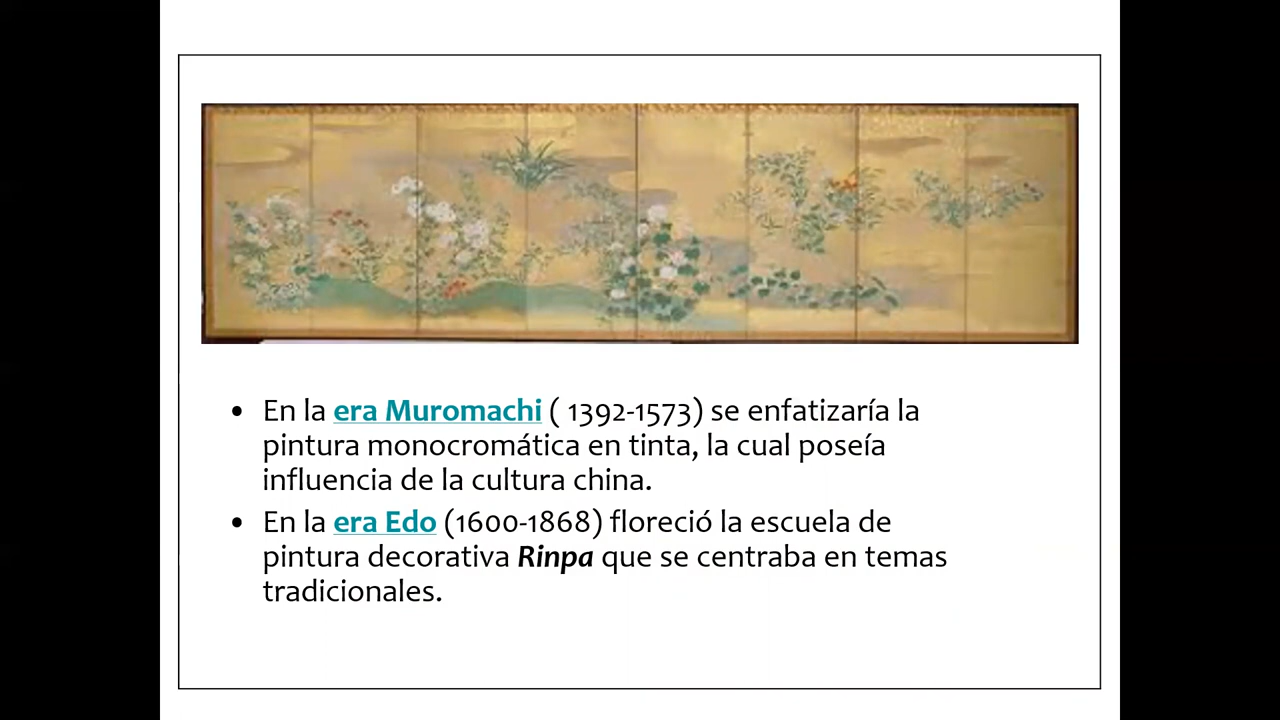 • En la era Muromachi ( 1392-1573) se enfatizaría la
pintura monocromática en tinta, la cual poseía
influencia de la cultura china.
• En la era Edo (1600-1868) floreció la escuela de
pintura decorativa Rinpa que se centraba en temas
tradicionales.